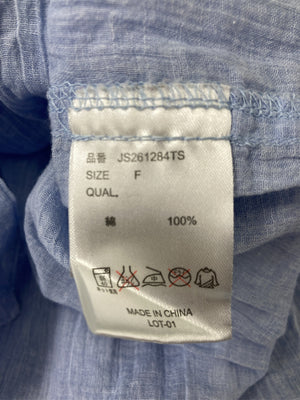 品番 JS261284TS
SIZE F
QUAL.
綿 100%
MADE IN CHINA
LOT-01